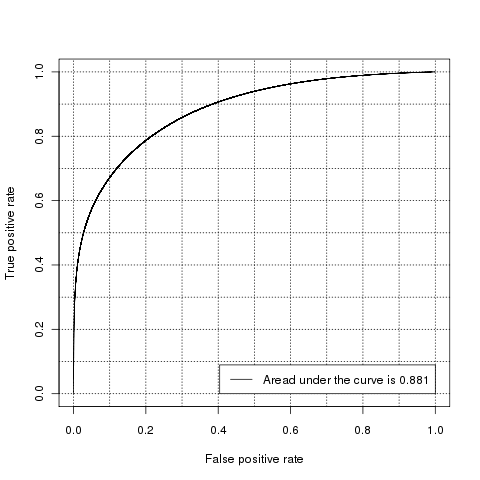 1.0
0.8
0.6
0.4
0.2
0.0
True positive rate
Aread under the curve is 0.881
0.0 0.2 0.4 0.6 0.8 1.0
False positive rate